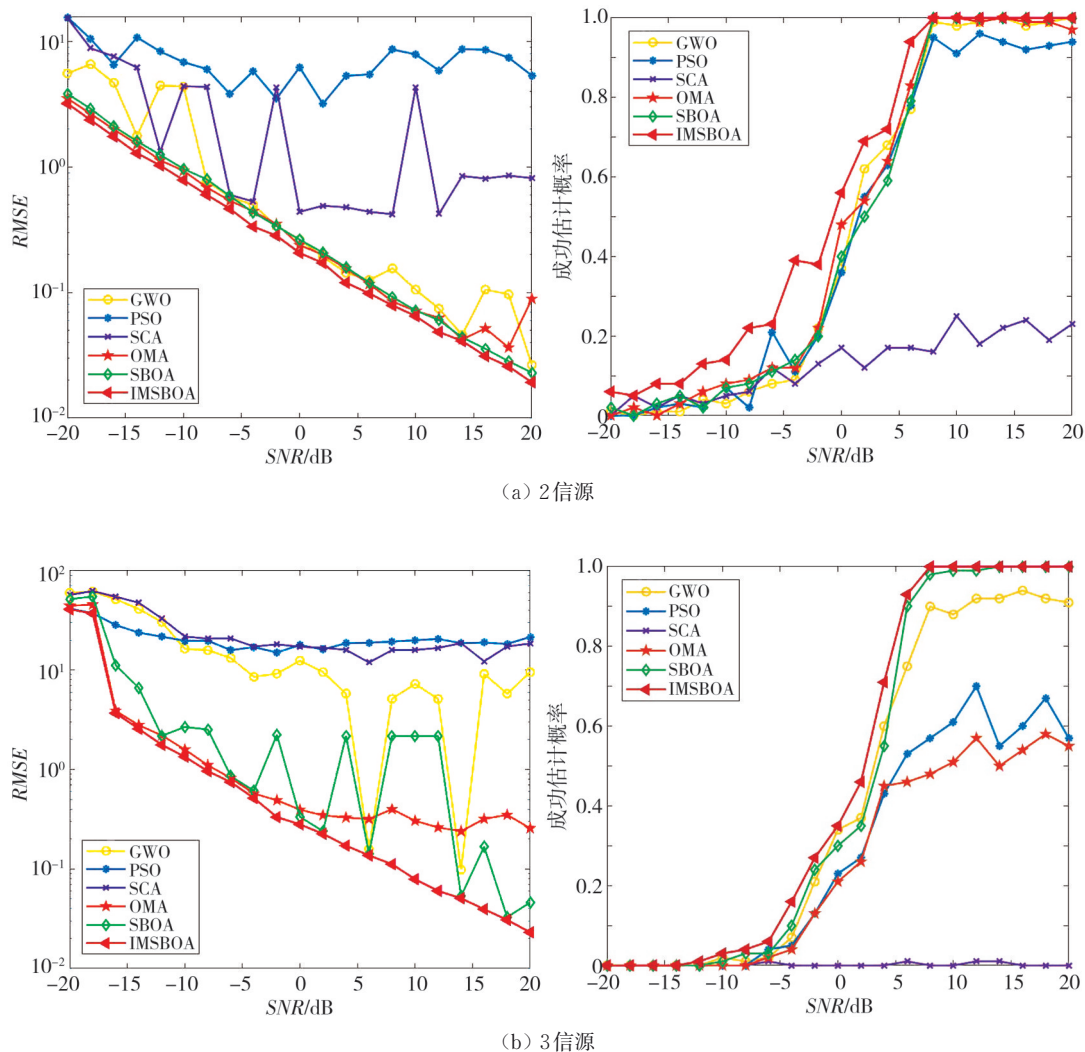 10¹
10⁰
10⁻¹
10⁻²
RMSE
GWO
PSO
SCA
OMA
SBOA
IMSBOA
−20 −15 −10 −5 0 5 10 15 20
SNR/dB
1.0
0.8
0.6
0.4
0.2
0
成功估计概率
GWO
PSO
SCA
OMA
SBOA
IMSBOA
−20 −15 −10 −5 0 5 10 15 20
SNR/dB
（a）2信源
10²
10¹
10⁰
10⁻¹
10⁻²
RMSE
GWO
PSO
SCA
OMA
SBOA
IMSBOA
−20 −15 −10 −5 0 5 10 15 20
SNR/dB
1.0
0.8
0.6
0.4
0.2
0
成功估计概率
GWO
PSO
SCA
OMA
SBOA
IMSBOA
−20 −15 −10 −5 0 5 10 15 20
SNR/dB
（b）3信源